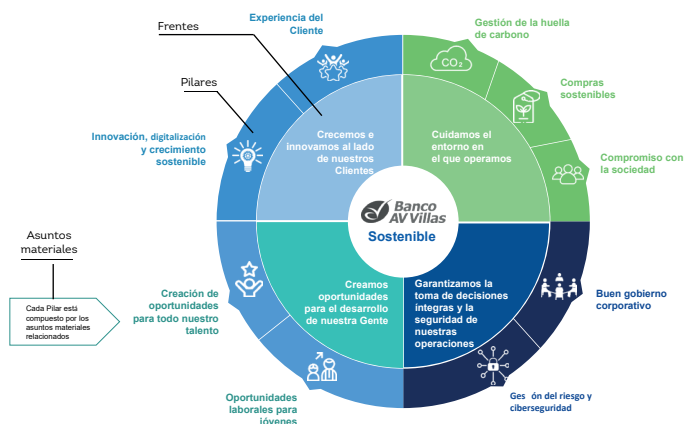 Frentes
Pilares
Experiencia del
Cliente
Gestión de la huella
de carbono
CO2
Compras
sostenibles
Compromiso con
la sociedad
Innovación, digitalización
y crecimiento
sostenible
Crecemos e
innovamos al lado
de nuestros
Clientes
Cuidamos el
entorno en
el que operamos
Banco
AV Villas
Sostenible
Asuntos
materiales
Cada Pilar está
compuesto por los
asuntos materiales
relacionados
Creación de
oportunidades
para todo nuestro
talento
Creamos
oportunidades
para el desarrollo
de nuestra Gente
Garantizamos la
toma de decisiones
integras y la
seguridad de
nuestras
operaciones
Buen gobierno
corporativo
Oportunidades
laborales para
jóvenes
Ges ón del riesgo y
ciberseguridad